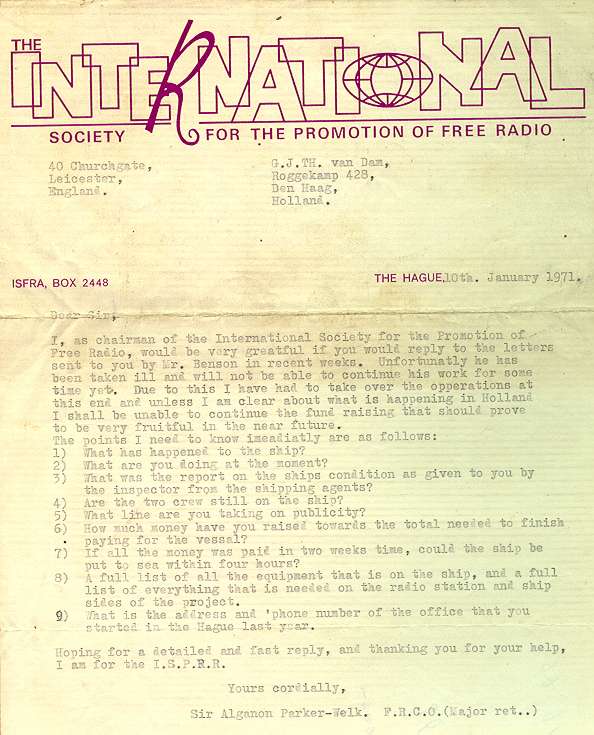 THE
INTERNATIONAL
SOCIETY FOR THE PROMOTION OF FREE RADIO
40 Churchgate,
Leicester,
England.
G.J.TH. van Dam,
Roggekamp 428,
Den Haag,
Holland.
ISFRA, BOX 2448
THE HAGUE, 10th. January 1971.
Dear Sir,
I, as chairman of the International Society for the Promotion of
Free Radio, would be very greatful if you would reply to the letters
sent to you by Mr. Benson in recent weeks. Unfortunatly he has
been taken ill and will not be able to continue his work for some
time yet. Due to this I have had to take over the opperations at
this end and unless I am clear about what is happening in Holland
I shall be unable to continue the fund raising that should prove
to be very fruitful in the near future.
The points I need to know imeadiatly are as follows:
1) What has happened to the ship?
2) What are you doing at the moment?
3) What was the report on the ships condition as given to you by
the inspector from the shipping agents?
4) Are the two crew still on the ship?
5) What line are you taking on publicity?
6) How much money have you raised towards the total needed to finish
paying for the vessal?
7) If all the money was paid in two weeks time, could the ship be
put to sea within four hours?
8) A full list of all the equipment that is on the ship, and a full
list of everything that is needed on the radio station and ship
sides of the project.
9) What is the address and 'phone number of the office that you
started in the Hague last year.
Hoping for a detailed and fast reply, and thanking you for your help,
I am for the I.S.P.R.R.
Yours cordially,
Sir Alganon Parker-Welk. F.R.C.O.(Major ret..)